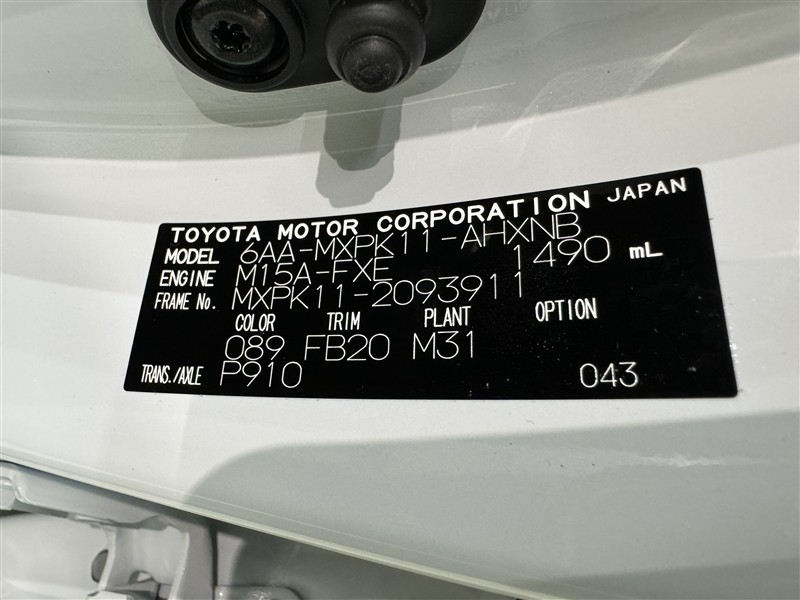 TOYOTA MOTOR CORPORATION JAPAN
MODEL 6AA-MXPK11-AHXNB
ENGINE M15A-FXE 1490 mL
FRAME No. MXPK11-2093911
COLOR TRIM PLANT OPTION
089 FB20 M31
TRANS./AXLE P910 043